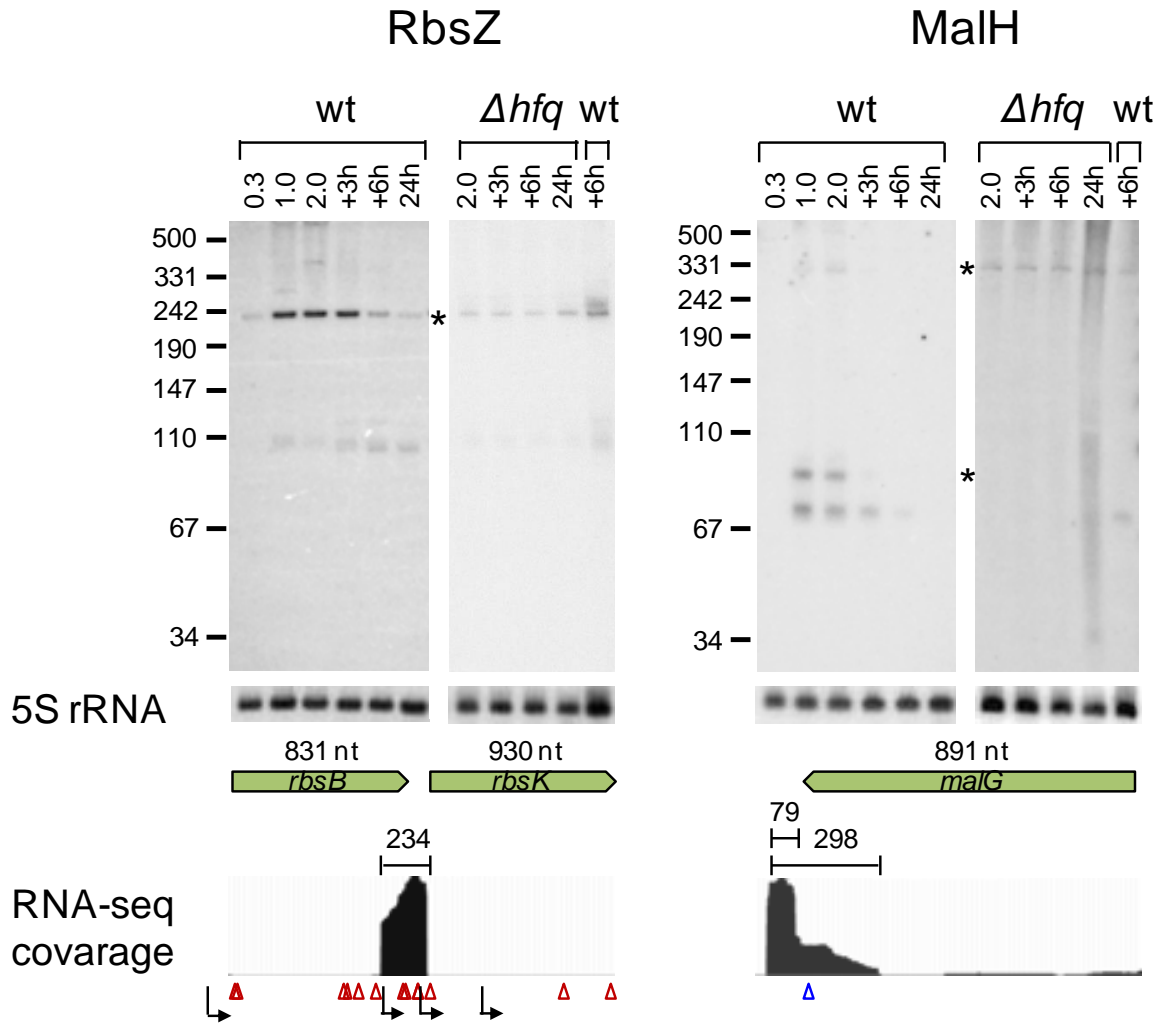 RbsZ MalH
wt Δhfq wt wt Δhfq wt
0.3 1.0 2.0 +3h +6h 24h 2.0 +3h +6h 24h +6h 0.3 1.0 2.0 +3h +6h 24h 2.0 +3h +6h 24h +6h
500 500
331 331 *
242 * 242
190 190
147 147
110 110
*
67 67
34 34
5S rRNA
831 nt 930 nt 891 nt
rbsB rbsK malG
79
234 298
RNA-seq
covarage